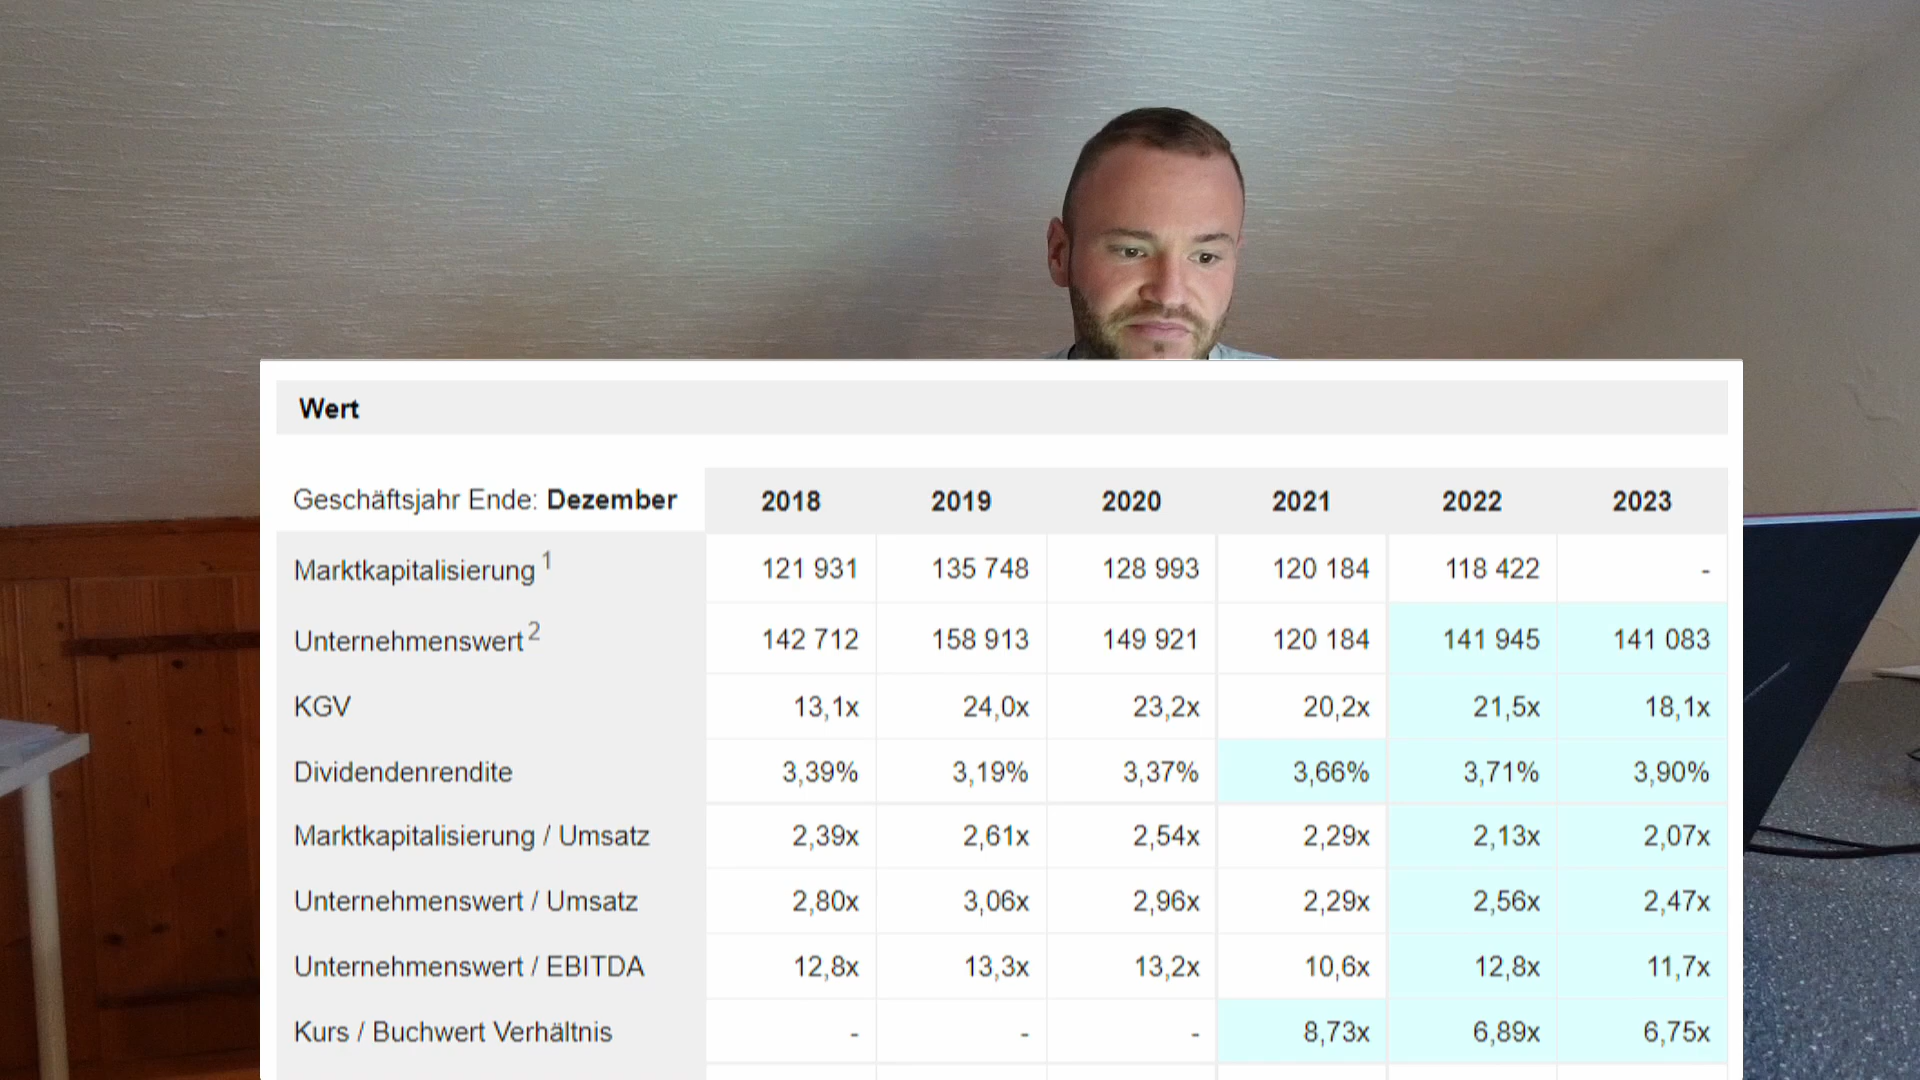 Wert
Geschäftsjahr Ende: Dezember 2018 2019 2020 2021 2022 2023
Marktkapitalisierung 1 121 931 135 748 128 993 120 184 118 422 -
Unternehmenswert 2 142 712 158 913 149 921 120 184 141 945 141 083
KGV 13,1x 24,0x 23,2x 20,2x 21,5x 18,1x
Dividendenrendite 3,39% 3,19% 3,37% 3,66% 3,71% 3,90%
Marktkapitalisierung / Umsatz 2,39x 2,61x 2,54x 2,29x 2,13x 2,07x
Unternehmenswert / Umsatz 2,80x 3,06x 2,96x 2,29x 2,56x 2,47x
Unternehmenswert / EBITDA 12,8x 13,3x 13,2x 10,6x 12,8x 11,7x
Kurs / Buchwert Verhältnis - - - 8,73x 6,89x 6,75x